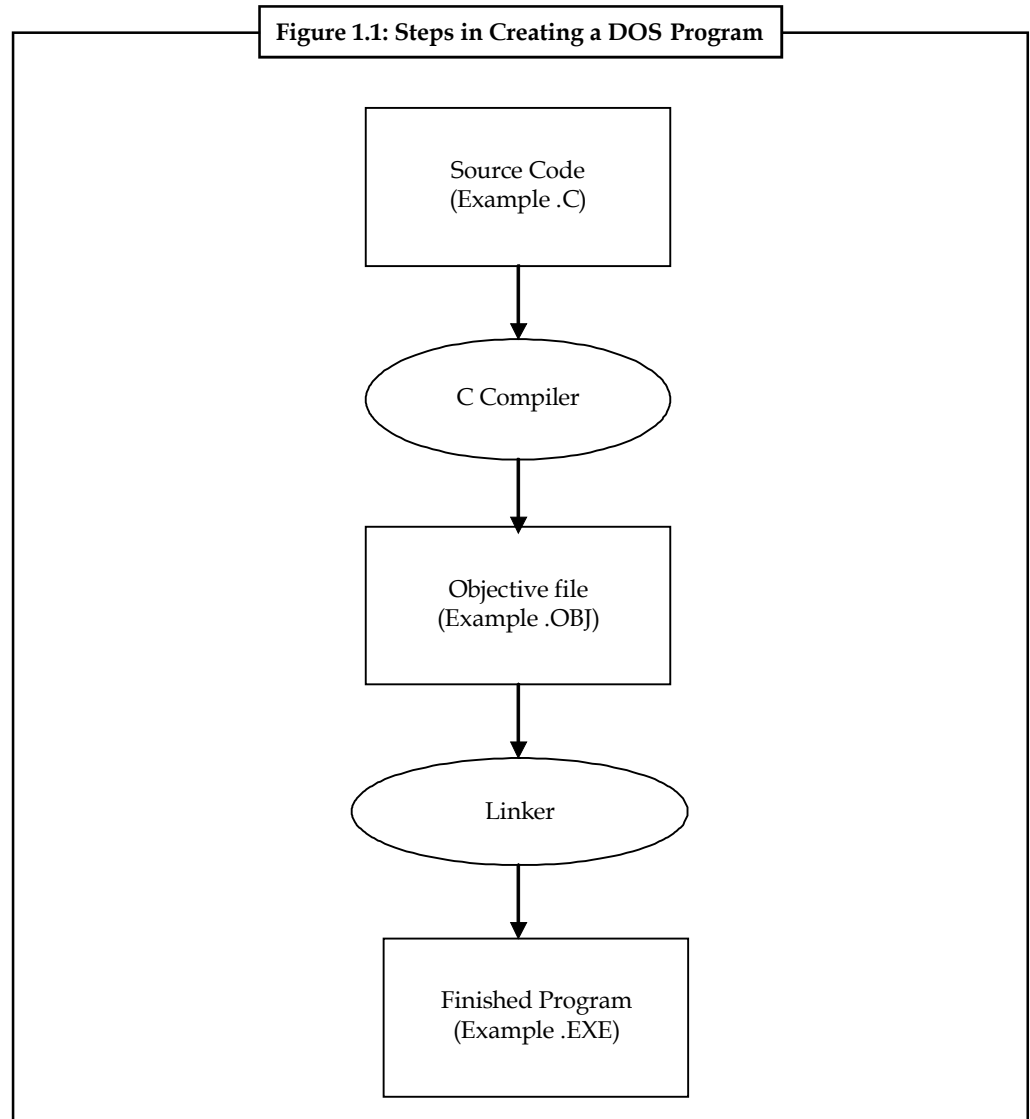 Figure 1.1: Steps in Creating a DOS Program
Source Code
(Example .C)
C Compiler
Objective file
(Example .OBJ)
Linker
Finished Program
(Example .EXE)